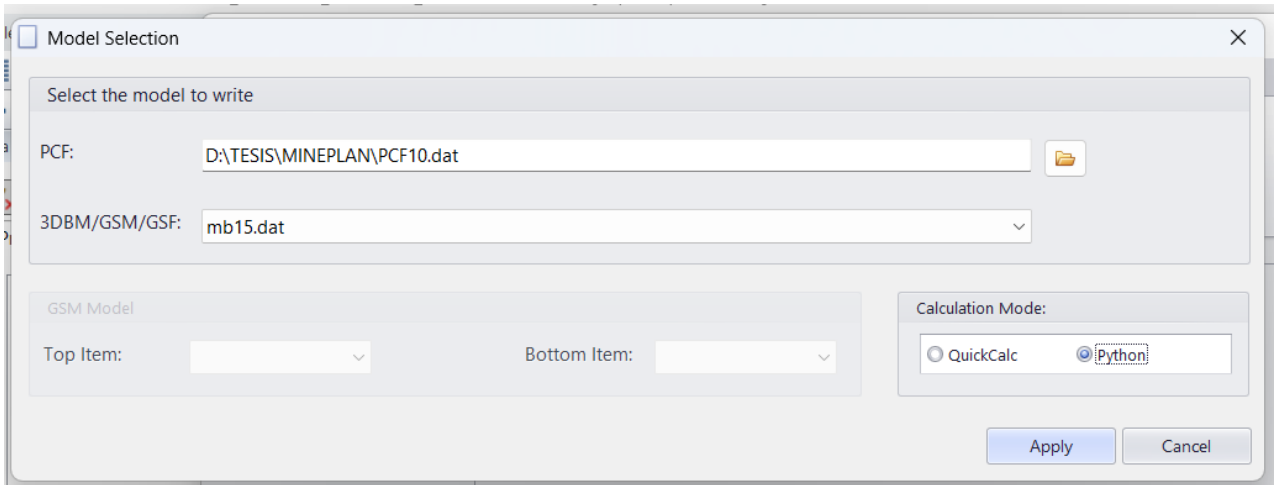 Model Selection
Select the model to write
PCF:
D:\TESIS\MINEPLAN\PCF10.dat
3DBM/GSM/GSF:
mb15.dat
GSM Model
Top Item:
Bottom Item:
Calculation Mode:
QuickCalc
Python
Apply
Cancel